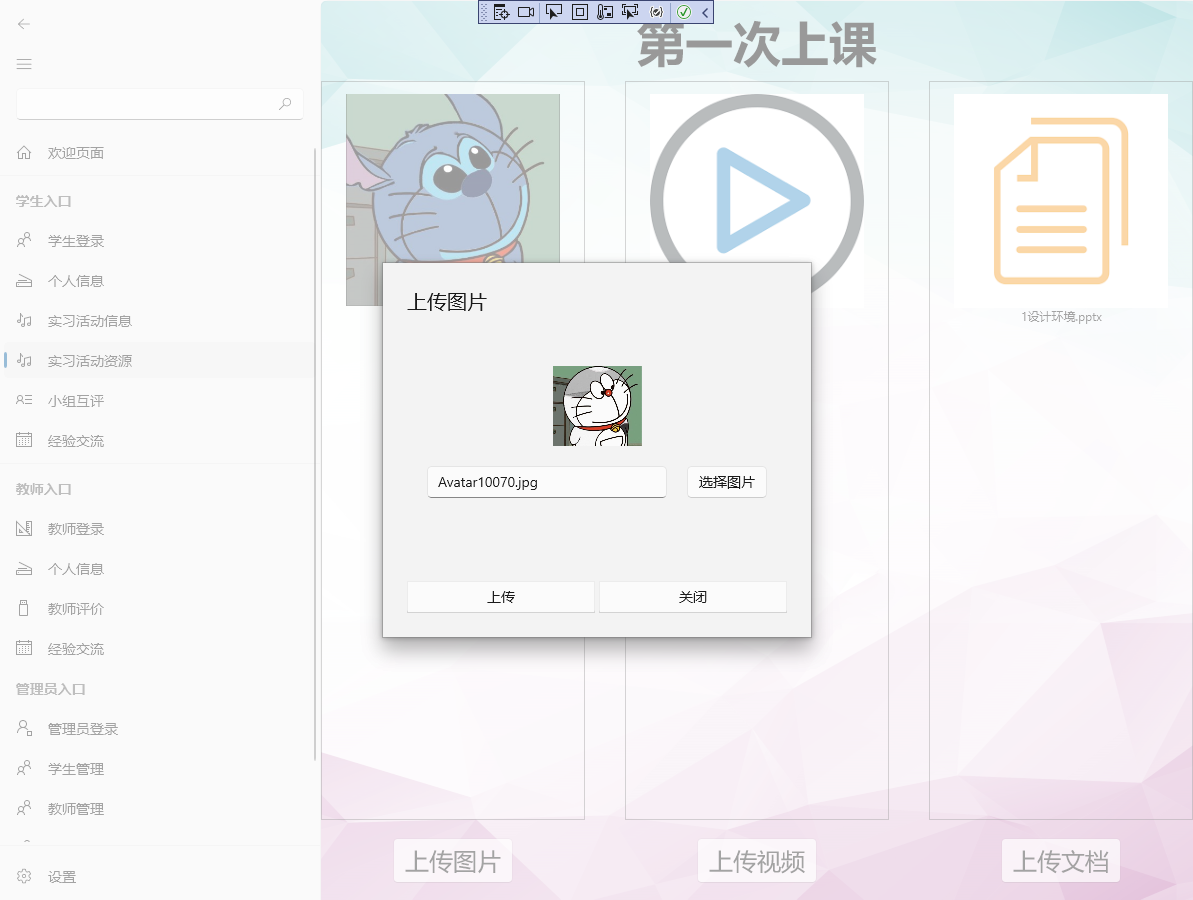 欢迎页面
学生入口
学生登录
个人信息
实习活动信息
实习活动资源
小组互评
经验交流
教师入口
教师登录
个人信息
教师评价
经验交流
管理员入口
管理员登录
学生管理
教师管理
设置
第一次上课
1设计环境.pptx
上传图片
Avatar10070.jpg
选择图片
上传
关闭
上传图片
上传视频
上传文档